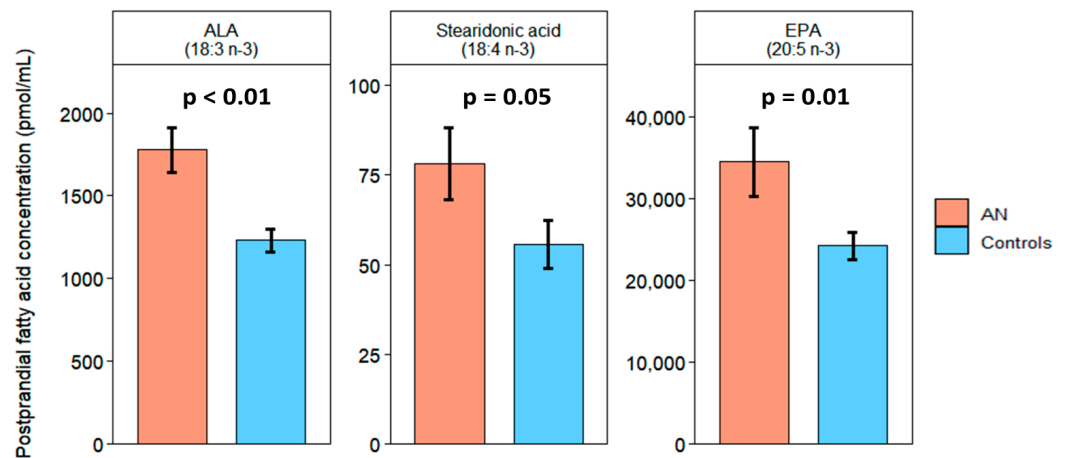 Postprandial fatty acid concentration (pmol/mL)
ALA
(18:3 n-3)
p < 0.01
2000
1500
1000
500
0
Stearidonic acid
(18:4 n-3)
p = 0.05
100
75
50
25
0
EPA
(20:5 n-3)
p = 0.01
40,000
30,000
20,000
10,000
0
AN
Controls